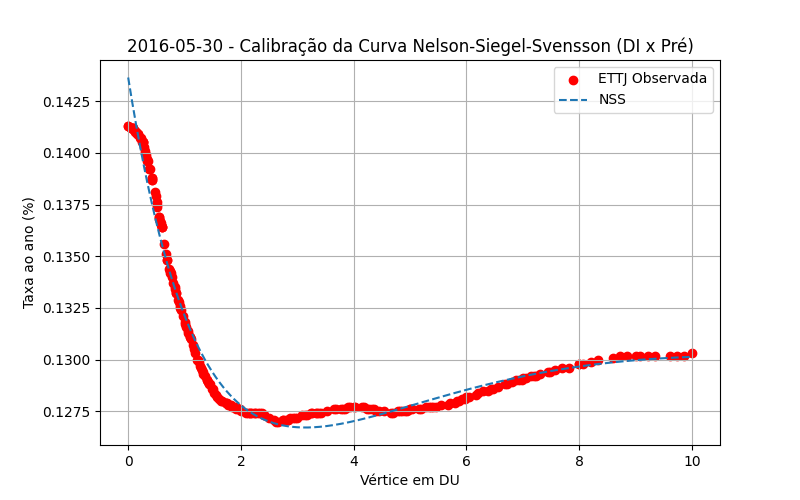 2016-05-30 - Calibração da Curva Nelson-Siegel-Svensson (DI x Pré)
ETTJ Observada
NSS
Taxa ao ano (%)
0.1425
0.1400
0.1375
0.1350
0.1325
0.1300
0.1275
0 2 4 6 8 10
Vértice em DU